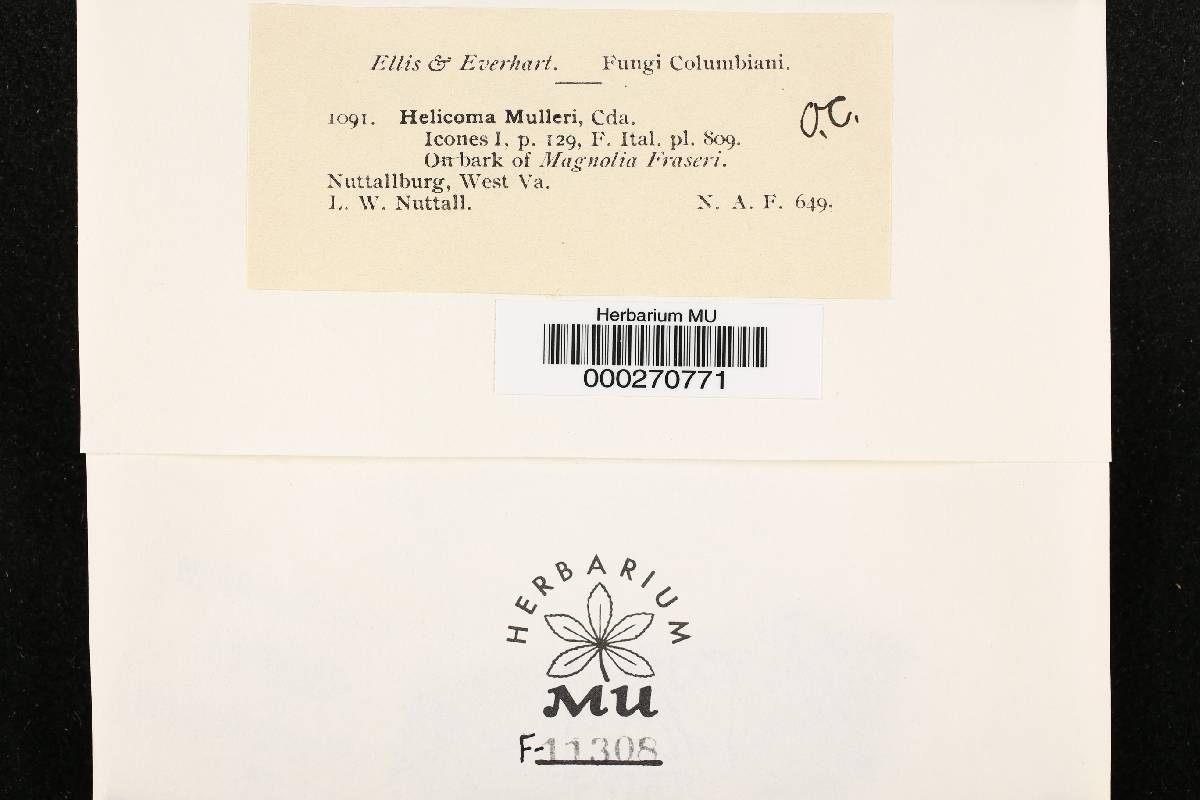 Ellis & Everhart. Fungi Columbiani.
1091. Helicoma Mulleri, Cda.
O.C.
Icones I, p. 129, F. Ital. pl. 809.
On bark of Magnolia Fraseri.
Nuttallburg, West Va.
L. W. Nuttall. N. A. F. 649.
Herbarium MU
000270771
HERBARIUM
MU
F-11308